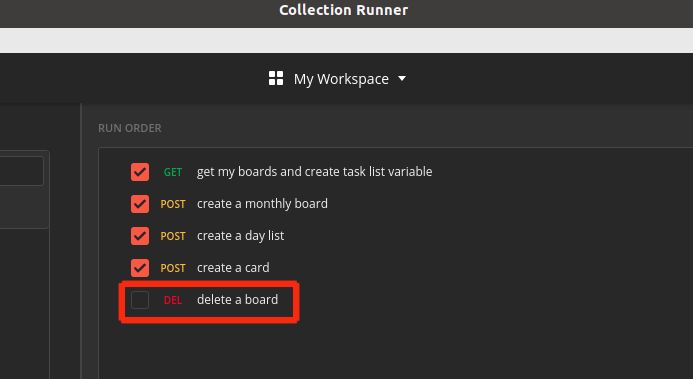 Collection Runner
My Workspace
RUN ORDER
GET get my boards and create task list variable
POST create a monthly board
POST create a day list
POST create a card
DEL delete a board